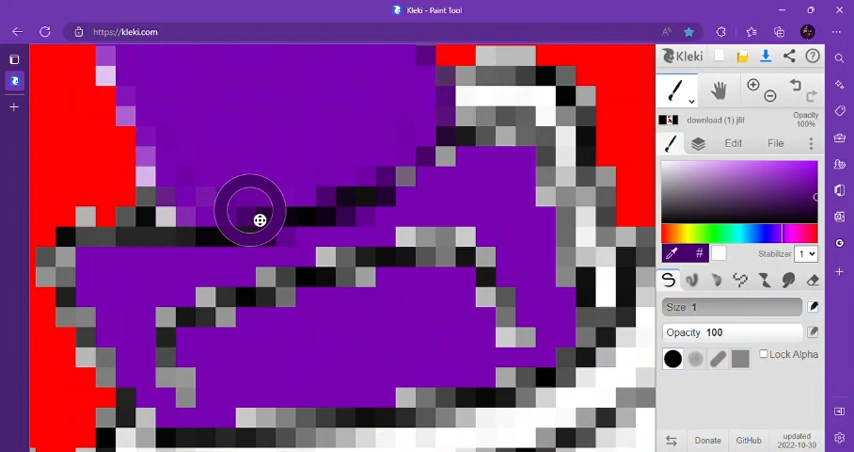 Kleki - Paint Tool
https://kleki.com
Kleki
download (1).jfif
Opacity
100%
Edit
File
Stabilizer 1
Size 1
Opacity 100
Lock Alpha
Donate
GitHub
updated
2022-10-30